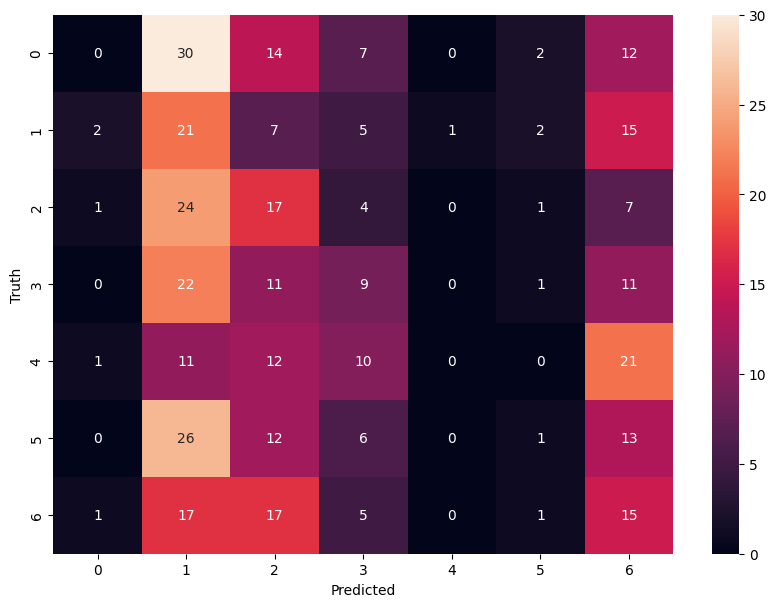 0 0 30 14 7 0 2 12
1 2 21 7 5 1 2 15
2 1 24 17 4 0 1 7
3 0 22 11 9 0 1 11
4 1 11 12 10 0 0 21
5 0 26 12 6 0 1 13
6 1 17 17 5 0 1 15
0 1 2 3 4 5 6
Predicted
Truth
30
25
20
15
10
5
0